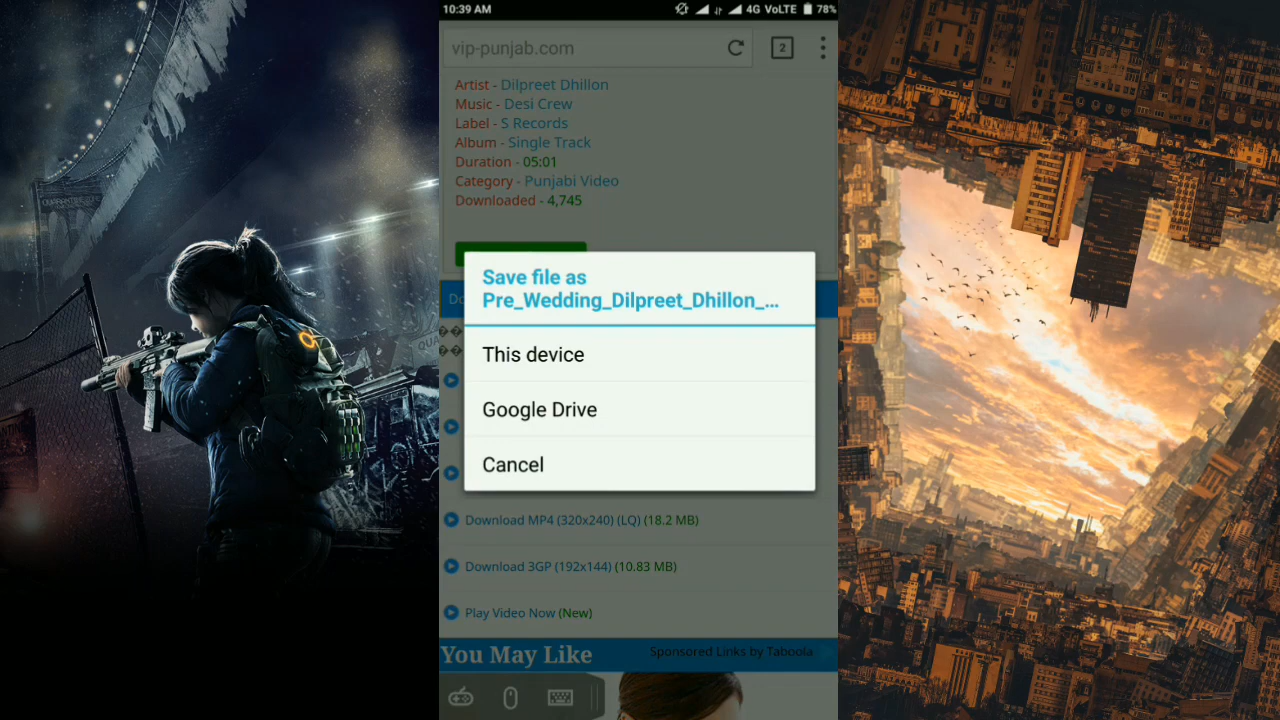 10:39 AM
4G VoLTE 78%
vip-punjab.com
2
Artist - Dilpreet Dhillon
Music - Desi Crew
Label - S Records
Album - Single Track
Duration - 05:01
Category - Punjabi Video
Downloaded - 4,745
Save file as
Pre_Wedding_Dilpreet_Dhillon_...
Do
This device
Google Drive
Cancel
Download MP4 (320x240) (LQ) (18.2 MB)
Download 3GP (192x144) (10.83 MB)
Play Video Now (New)
You May Like
Sponsored Links by Taboola